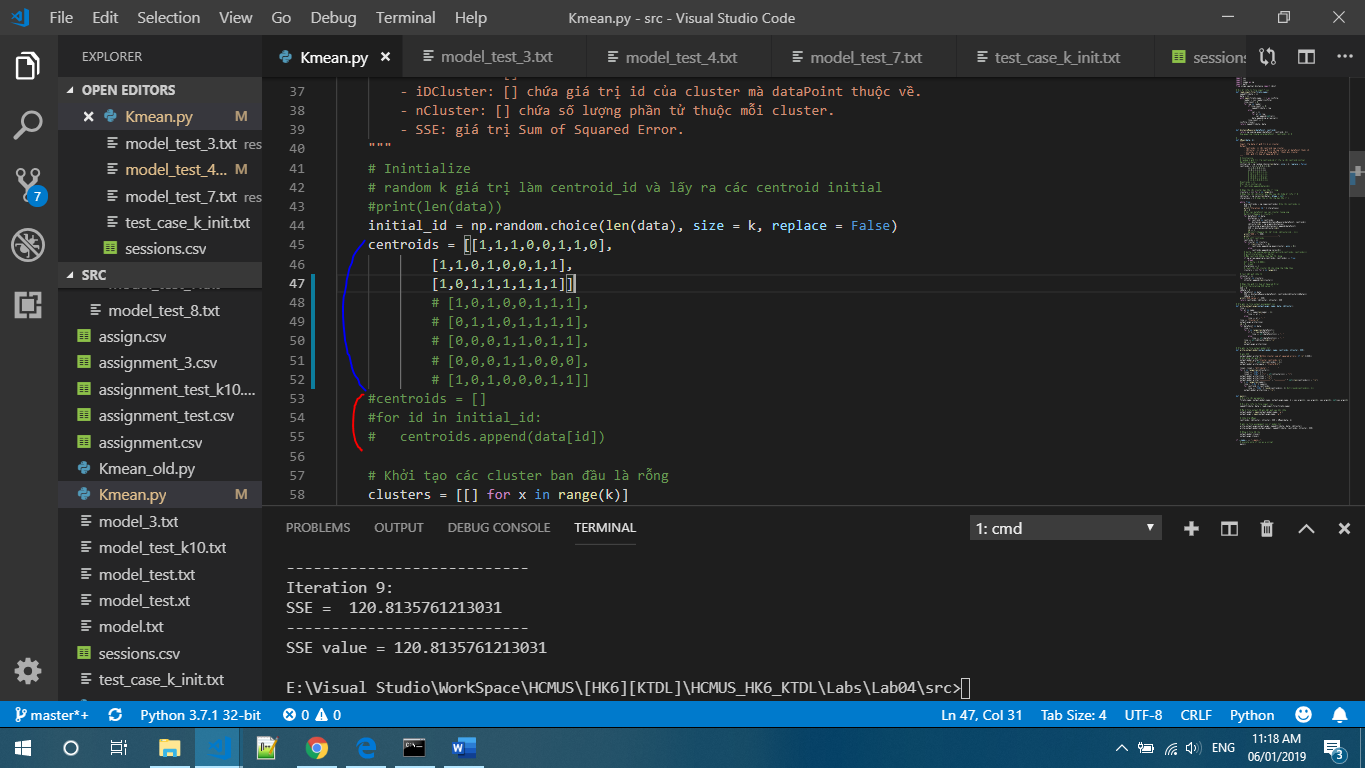 File Edit Selection View Go Debug Terminal Help
Kmean.py - src - Visual Studio Code
EXPLORER
Kmean.py
model_test_3.txt
model_test_4.txt
model_test_7.txt
test_case_k_init.txt
sessions
OPEN EDITORS
Kmean.py M
model_test_3.txt res
model_test_4... M
model_test_7.txt res
test_case_k_init.txt
sessions.csv
SRC
model_test_8.txt
assign.csv
assignment_3.csv
assignment_test_k10....
assignment_test.csv
assignment.csv
Kmean_old.py
Kmean.py M
model_3.txt
model_test_k10.txt
model_test.txt
model_test.xt
model.txt
sessions.csv
test_case_k_init.txt
7
37 - iDCluster: [] chứa giá trị id của cluster mà dataPoint thuộc về.
38 - nCluster: [] chứa số lượng phần tử thuộc mỗi cluster.
39 - SSE: giá trị Sum of Squared Error.
40 """
41 # Inintialize
42 # random k giá trị làm centroid_id và lấy ra các centroid initial
43 #print(len(data))
44 initial_id = np.random.choice(len(data), size = k, replace = False)
45 centroids = [[1,1,1,0,0,1,1,0],
46 [1,1,0,1,0,0,1,1],
47 [1,0,1,1,1,1,1,1]]
48 # [1,0,1,0,0,1,1,1],
49 # [0,1,1,0,1,1,1,1],
50 # [0,0,0,1,1,0,1,1],
51 # [0,0,0,1,1,0,0,0],
52 # [1,0,1,0,0,0,1,1]]
53 #centroids = []
54 #for id in initial_id:
55 # centroids.append(data[id])
56
57 # Khởi tạo các cluster ban đầu là rỗng
58 clusters = [[] for x in range(k)]
PROBLEMS OUTPUT DEBUG CONSOLE TERMINAL
1: cmd
---------------------------
Iteration 9:
SSE =  120.8135761213031
---------------------------
SSE value = 120.8135761213031
E:\Visual Studio\WorkSpace\HCMUS\[HK6][KTDL]\HCMUS_HK6_KTDL\Labs\Lab04\src>
master*+ Python 3.7.1 32-bit 0 0 Ln 47, Col 31 Tab Size: 4 UTF-8 CRLF Python
ENG
11:18 AM
06/01/2019
3